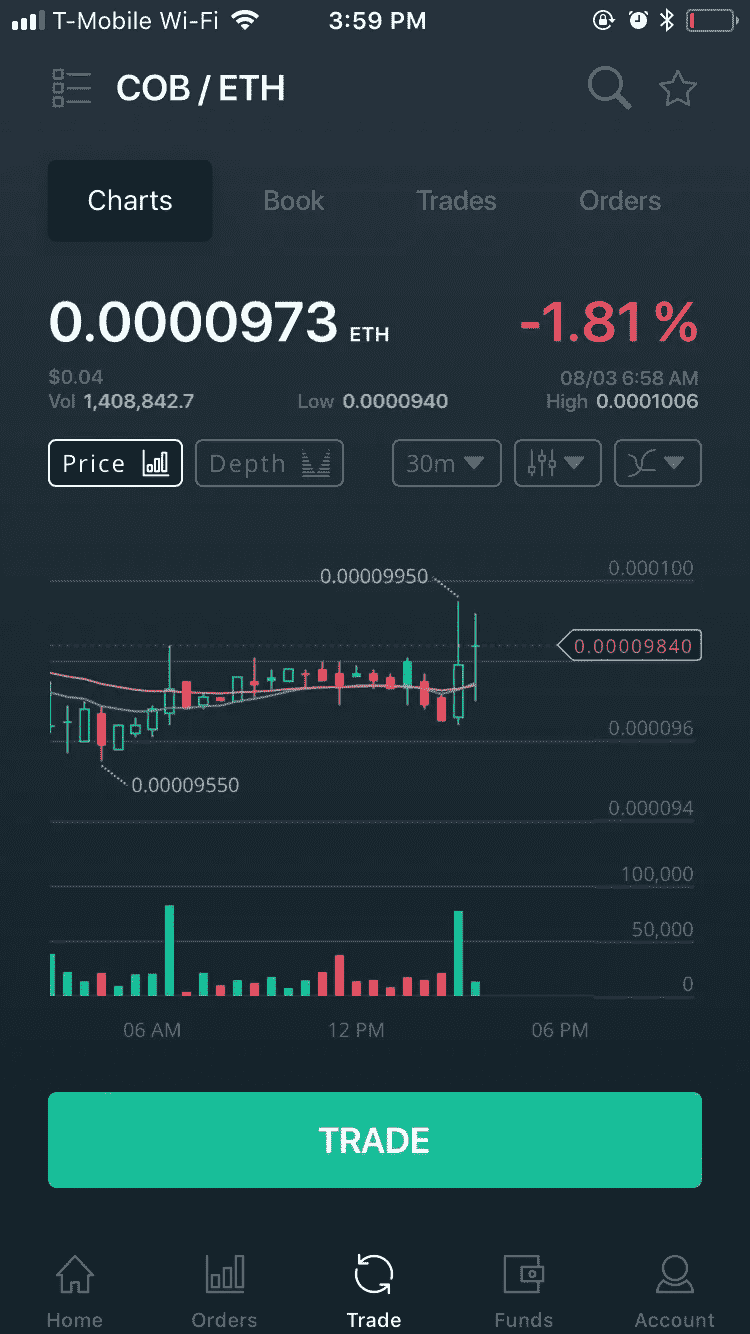 T-Mobile Wi-Fi 3:59 PM
COB / ETH
Charts Book Trades Orders
0.0000973 ETH -1.81 %
$0.04 08/03 6:58 AM
Vol 1,408,842.7 Low 0.0000940 High 0.0001006
Price Depth 30m
0.000100
0.00009950
0.00009840
0.000096
0.00009550
0.000094
100,000
50,000
0
06 AM 12 PM 06 PM
TRADE
Home Orders Trade Funds Account